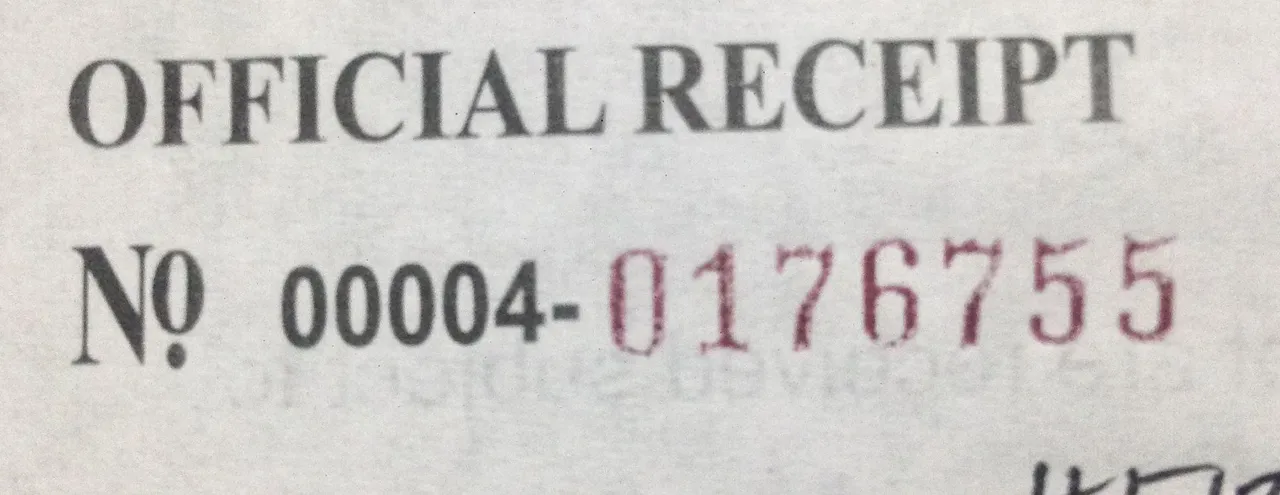 OFFICIAL RECEIPT
Nº. 00004-0176755